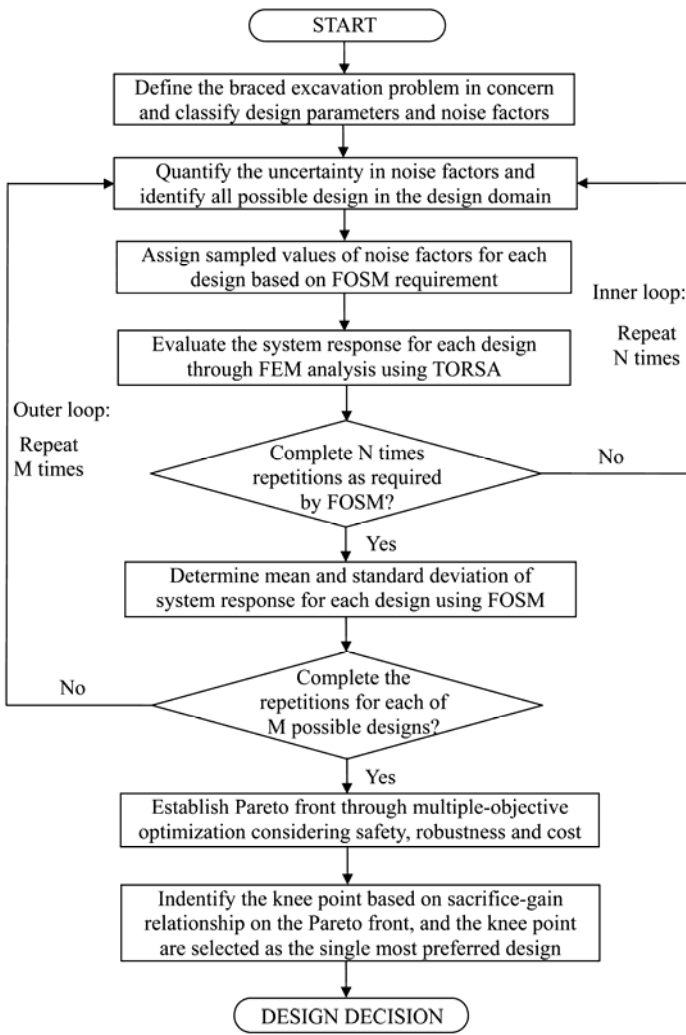 START
Define the braced excavation problem in concern
and classify design parameters and noise factors
Quantify the uncertainty in noise factors and
identify all possible design in the design domain
Assign sampled values of noise factors for each
design based on FOSM requirement
Inner loop:
Repeat
N times
Evaluate the system response for each design
through FEM analysis using TORSA
Outer loop:
Repeat
M times
Complete N times
repetitions as required
by FOSM?
No
Yes
Determine mean and standard deviation of
system response for each design using FOSM
No
Complete the
repetitions for each of
M possible designs?
Yes
Establish Pareto front through multiple-objective
optimization considering safety, robustness and cost
Indentify the knee point based on sacrifice-gain
relationship on the Pareto front, and the knee point
are selected as the single most preferred design
DESIGN DECISION